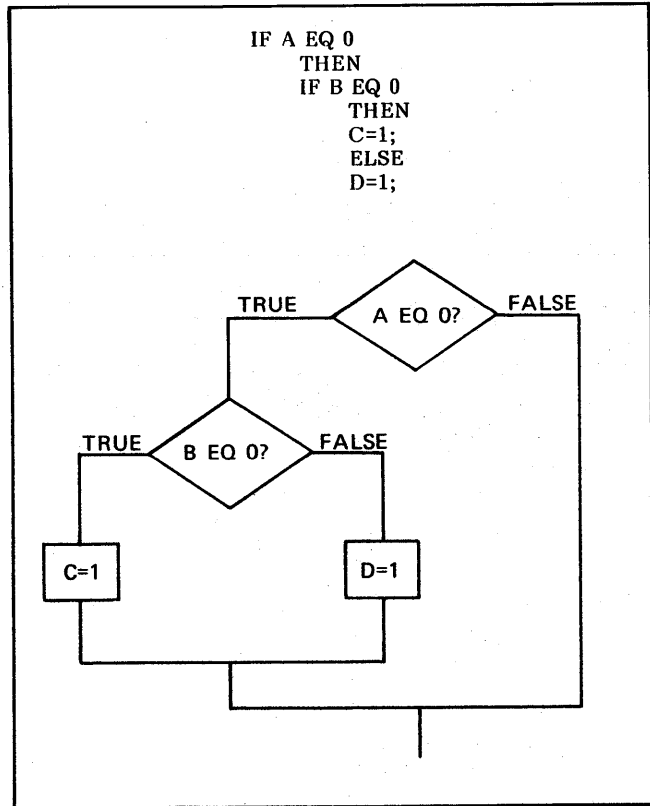 IF A EQ 0
THEN
IF B EQ 0
THEN
C=1;
ELSE
D=1;
TRUE
A EQ 0?
FALSE
TRUE
B EQ 0?
FALSE
C=1
D=1